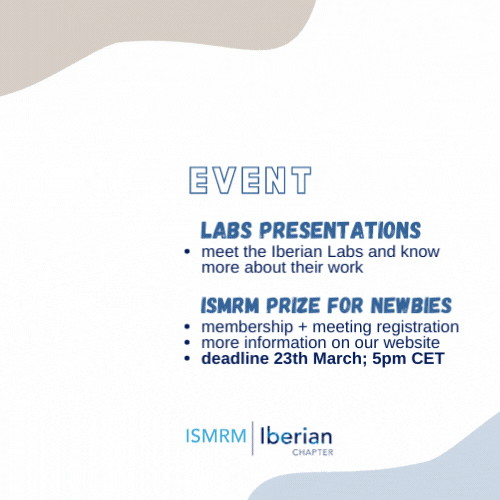 EVENT
LABS PRESENTATIONS
• meet the Iberian Labs and know
more about their work
ISMRM PRIZE FOR NEWBIES
• membership + meeting registration
• more information on our website
• deadline 23th March; 5pm CET
ISMRM | Iberian
CHAPTER